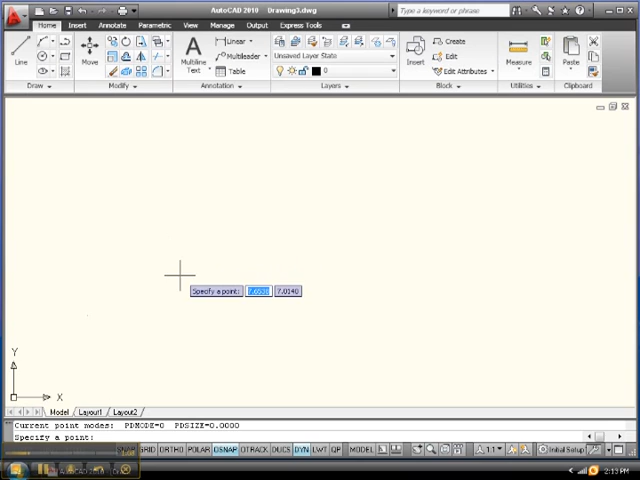 AutoCAD 2010 Drawing3.dwg
Type a keyword or phrase
Home Insert Annotate Parametric View Manage Output Express Tools
Line
Move
Multiline
Text
Linear
Multileader
Table
Unsaved Layer State
0
Insert
Create
Edit
Edit Attributes
Measure
Paste
Draw Modify Annotation Layers Block Utilities Clipboard
Specify a point: 7.0140
Y
X
Model Layout1 Layout2
Current point modes: PDMODE=0 PDSIZE=0.0000
Specify a point:
SNAP GRID ORTHO POLAR OSNAP OTRACK DUCS DYN LWT QP MODEL 1:1 Initial Setup
2:13 PM